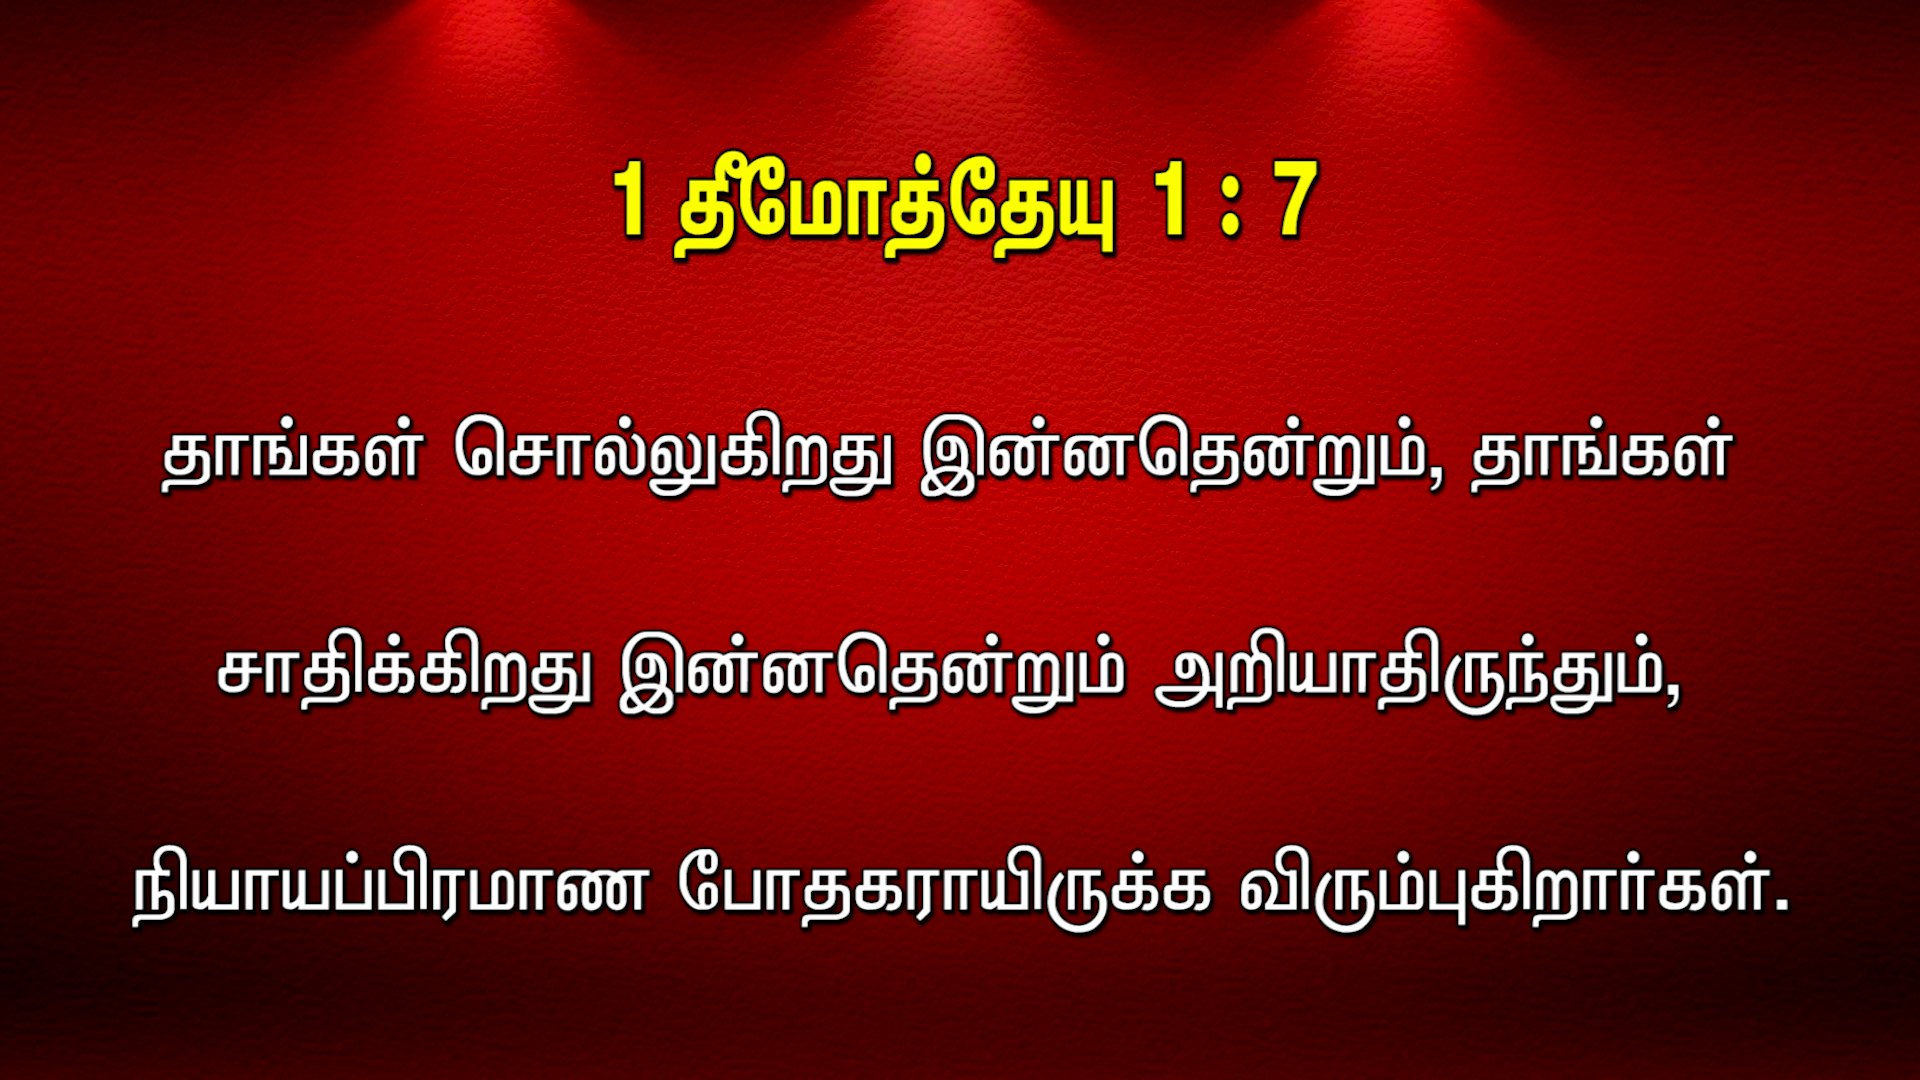 1 தீமோத்தேயு 1 : 7
தாங்கள் சொல்லுகிறது இன்னதென்றும், தாங்கள்
சாதிக்கிறது இன்னதென்றும் அறியாதிருந்தும்,
நியாயப்பிரமாண போதகராயிருக்க விரும்புகிறார்கள்.